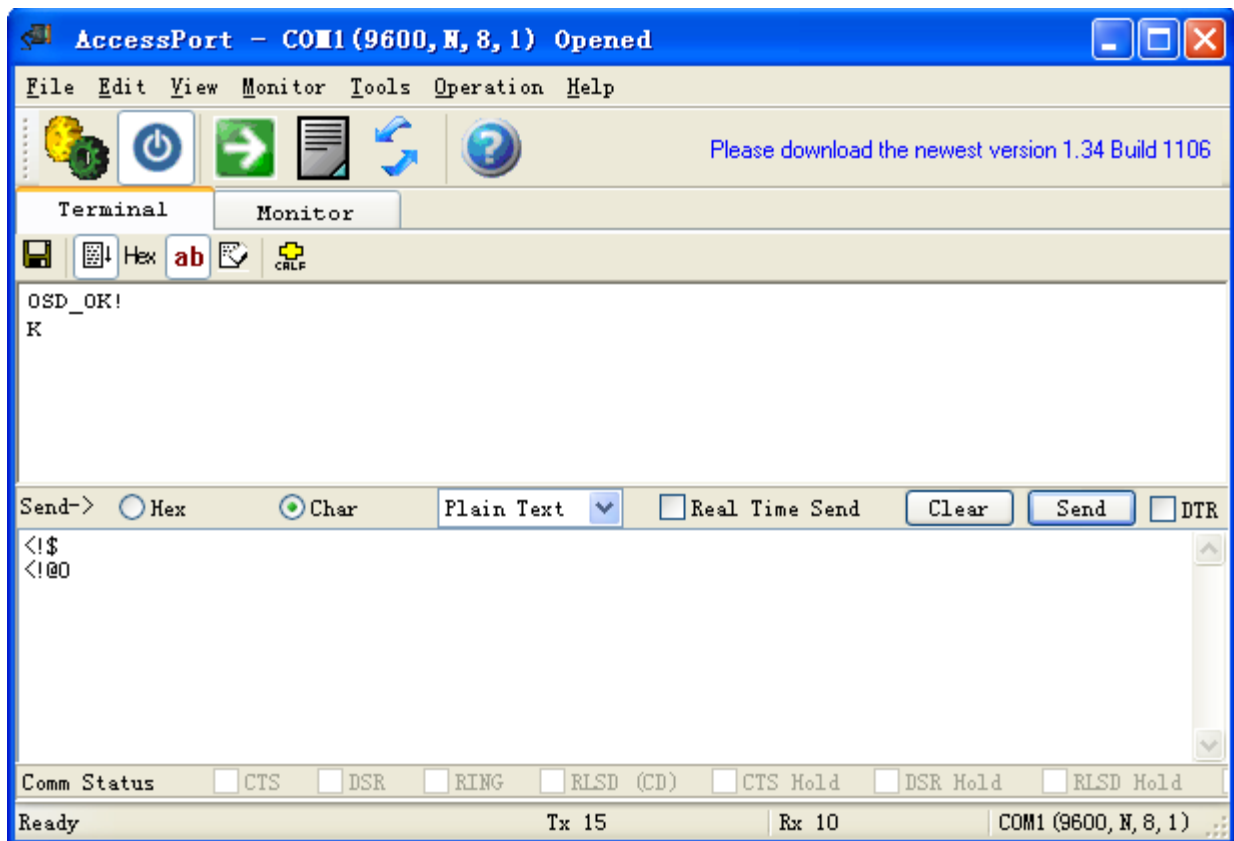 AccessPort - COM1(9600,N,8,1) Opened
File Edit View Monitor Tools Operation Help
Please download the newest version 1.34 Build 1106
Terminal Monitor
Hex ab CRLF
OSD_OK!
K
Send-> Hex Char Plain Text Real Time Send Clear Send DTR
<!$
<!@O
Comm Status CTS DSR RING RLSD (CD) CTS Hold DSR Hold RLSD Hold
Ready Tx 15 Rx 10 COM1 (9600, N, 8, 1)